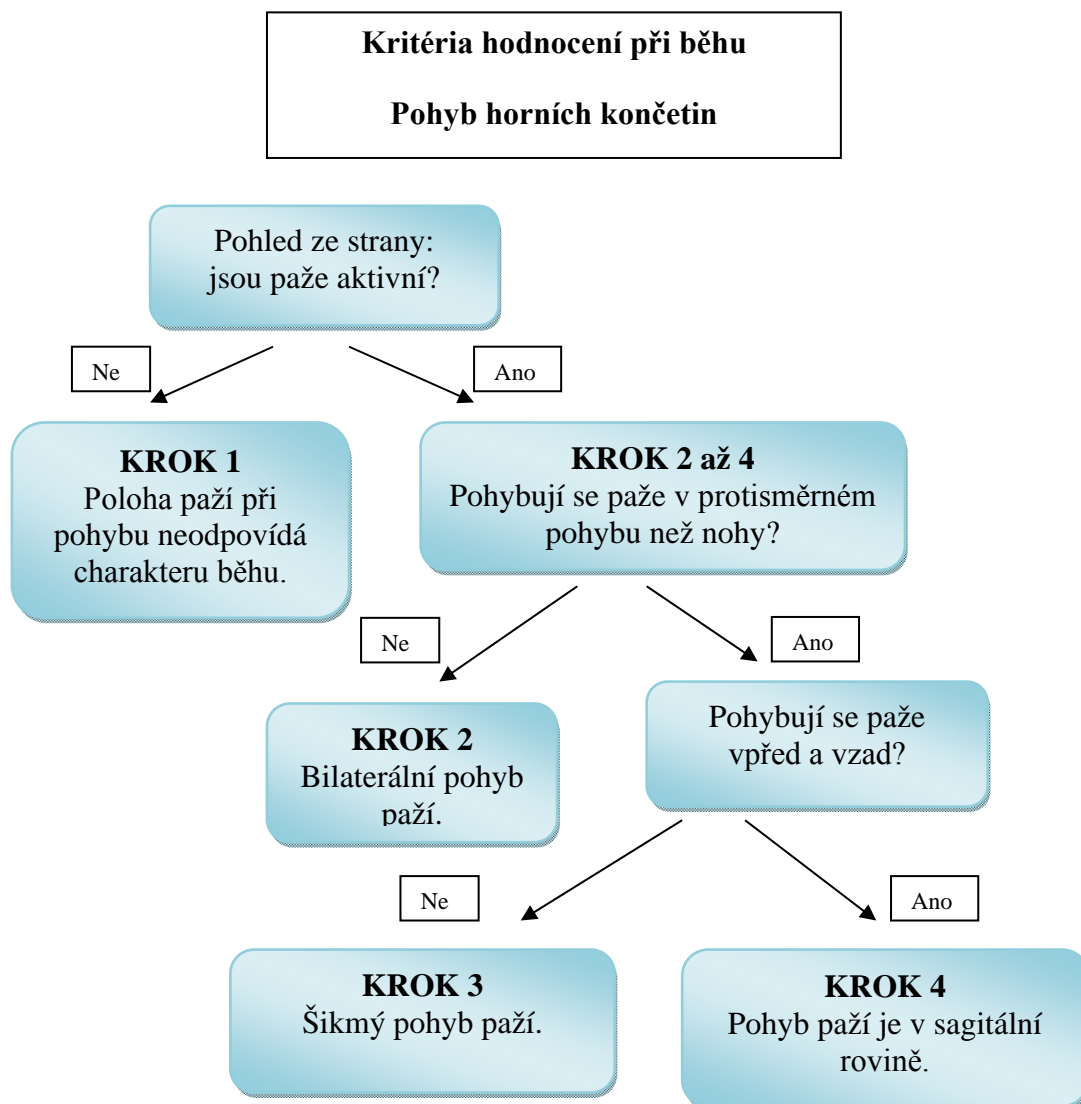 Kritéria hodnocení při běhu
Pohyb horních končetin
Pohled ze strany:
jsou paže aktivní?
Ne
Ano
KROK 1
Poloha paží při
pohybu neodpovídá
charakteru běhu.
KROK 2 až 4
Pohybují se paže v protisměrném
pohybu než nohy?
Ne
Ano
KROK 2
Bilaterální pohyb
paží.
Pohybují se paže
vpřed a vzad?
Ne
Ano
KROK 3
Šikmý pohyb paží.
KROK 4
Pohyb paží je v sagitální
rovině.